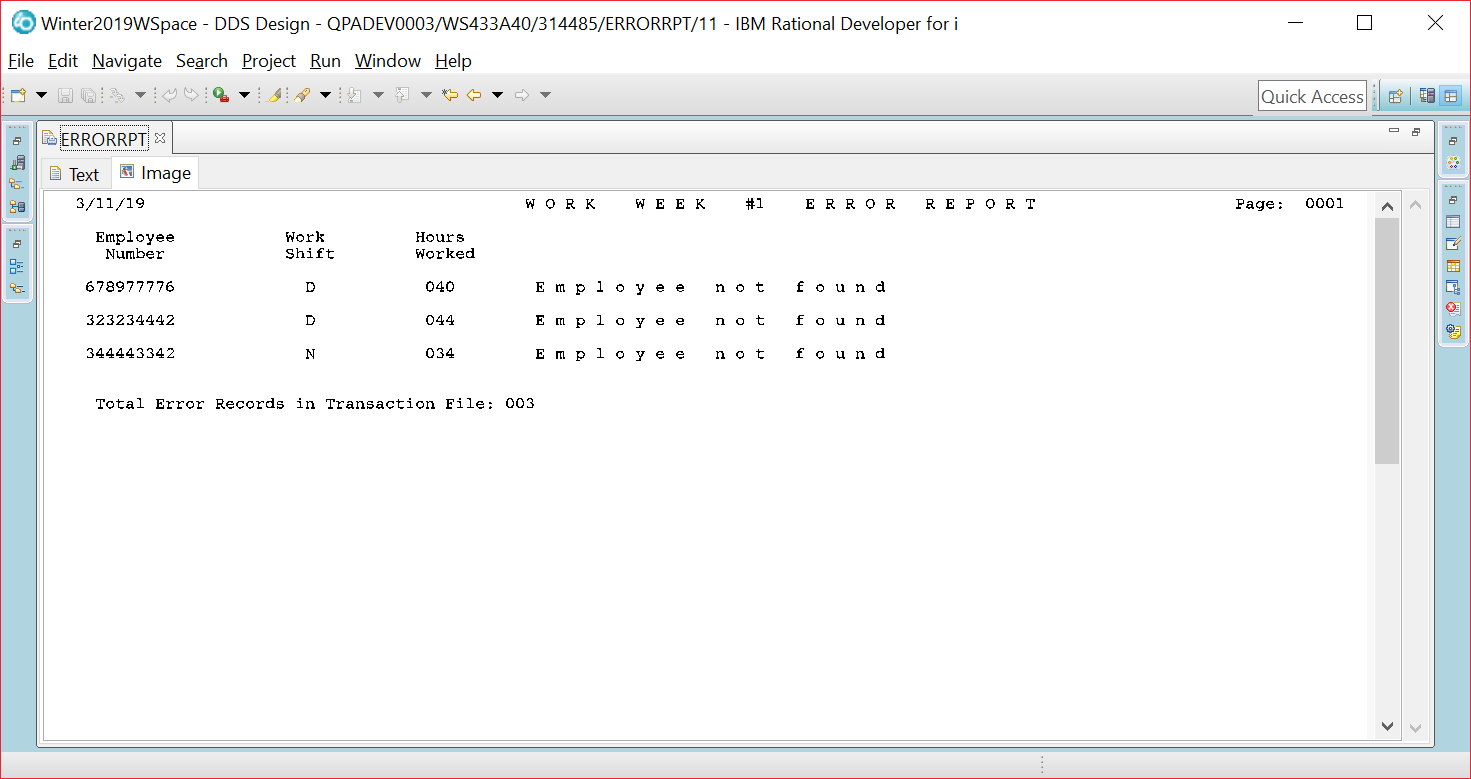 Winter2019WSpace - DDS Design - QPADEV0003/WS433A40/314485/ERRORRPT/11 - IBM Rational Developer for i
File Edit Navigate Search Project Run Window Help
Quick Access
ERRORRPT
Text Image
3/11/19 W O R K W E E K #1 E R R O R R E P O R T Page: 0001
Employee Work Hours
Number Shift Worked
678977776 D 040 E m p l o y e e n o t f o u n d
323234442 D 044 E m p l o y e e n o t f o u n d
344443342 N 034 E m p l o y e e n o t f o u n d
Total Error Records in Transaction File: 003